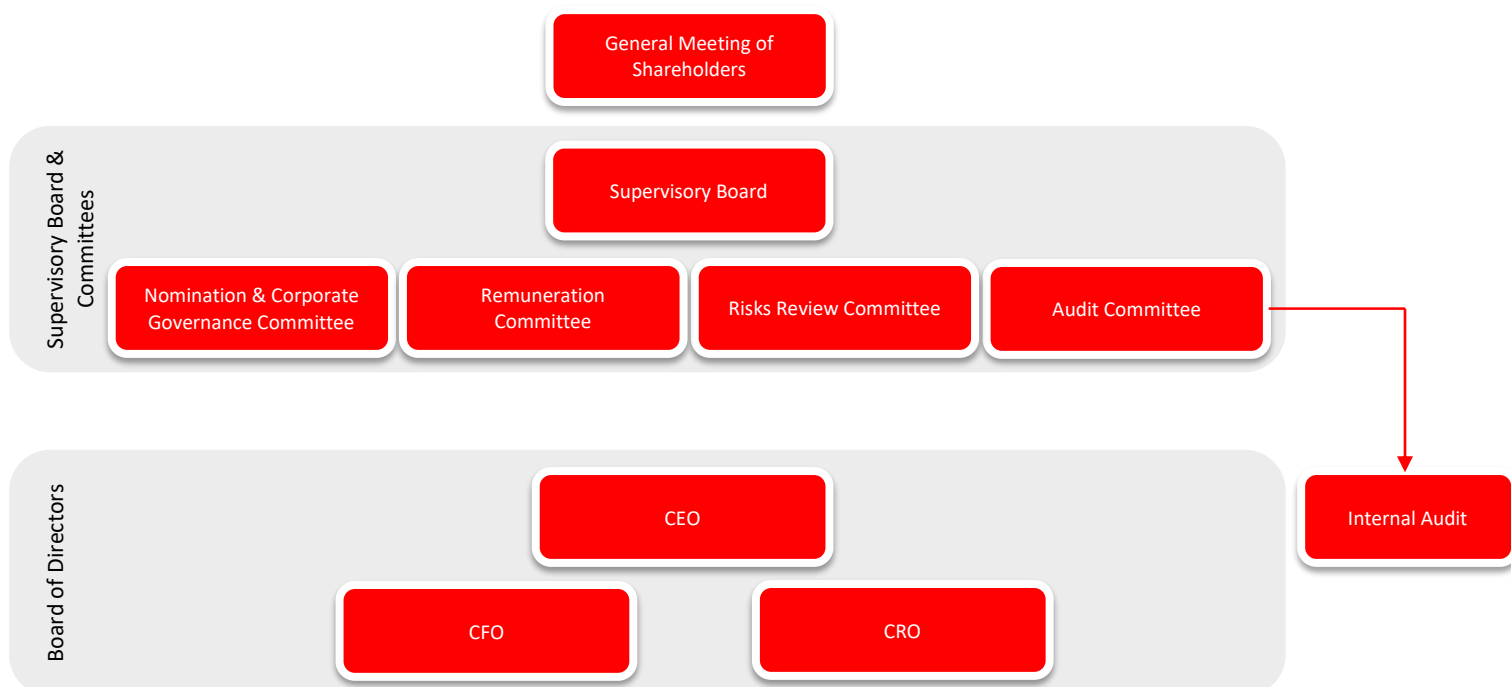 General Meeting of
Shareholders
Supervisory Board &
Committees
Supervisory Board
Nomination & Corporate
Governance Committee
Remuneration
Committee
Risks Review Committee
Audit Committee
Board of Directors
CEO
Internal Audit
CFO
CRO